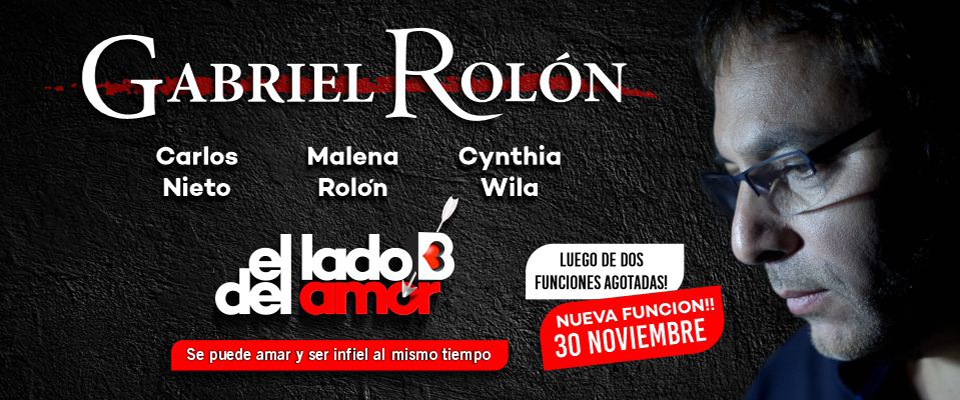 GABRIEL ROLÓN
Carlos Nieto
Malena Rolón
Cynthia Wila
el lado B
del amor
Se puede amar y ser infiel al mismo tiempo
LUEGO DE DOS
FUNCIONES AGOTADAS!
NUEVA FUNCION!!
30 NOVIEMBRE